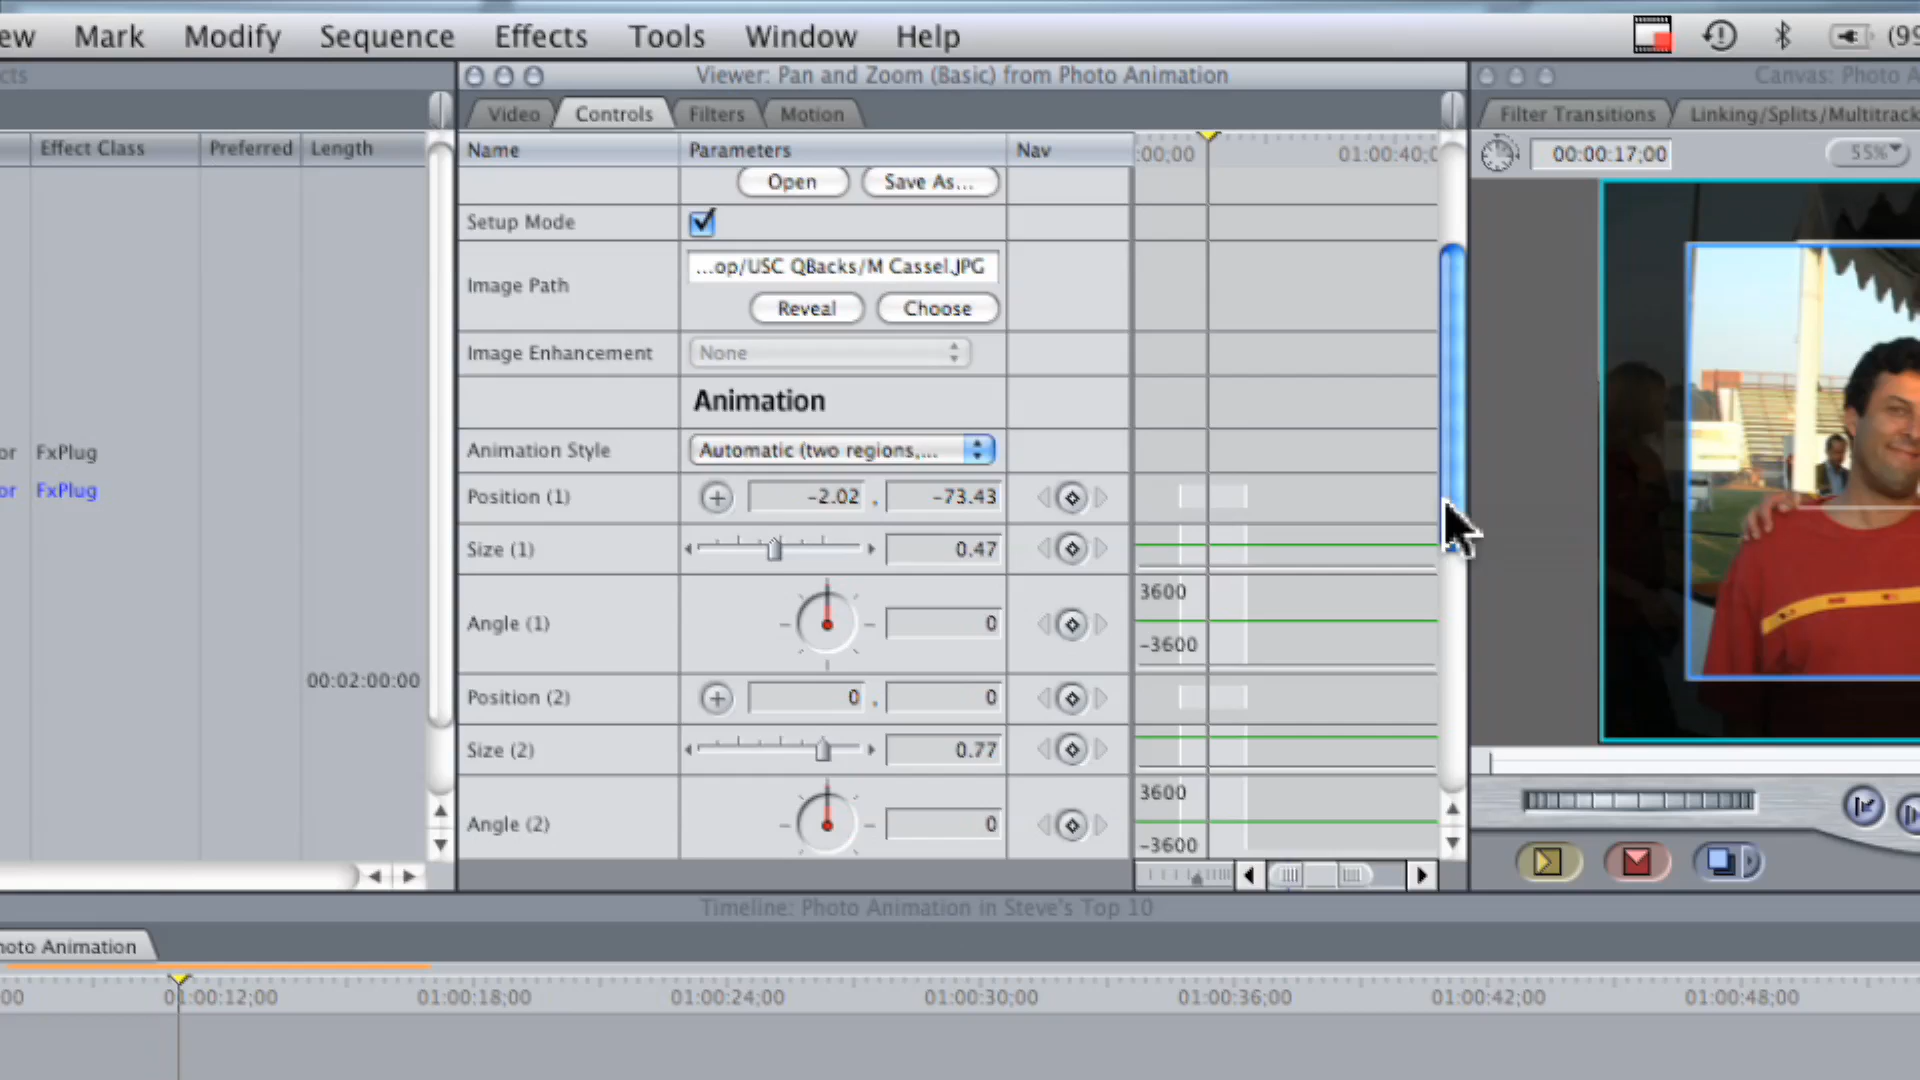 ew Mark Modify Sequence Effects Tools Window Help (99
cts
Viewer: Pan and Zoom (Basic) from Photo Animation
Canvas: Photo A
Video Controls Filters Motion
Filter Transitions Linking/Splits/Multitrack
Effect Class Preferred Length
Name Parameters Nav :00;00 01:00:40;0
00:00:17;00 55%
Open Save As...
Setup Mode
Image Path ...op/USC QBacks/M Cassel.JPG
Reveal Choose
Image Enhancement None
Animation
Animation Style Automatic (two regions,...
or FxPlug
or FxPlug
Position (1) -2.02 , -73.43
Size (1) 0.47
Angle (1) 0 3600 -3600
00:02:00:00
Position (2) 0 , 0
Size (2) 0.77
Angle (2) 0 3600 -3600
Timeline: Photo Animation in Steve's Top 10
hoto Animation
00 01:00:12;00 01:00:18;00 01:00:24;00 01:00:30;00 01:00:36;00 01:00:42;00 01:00:48;00